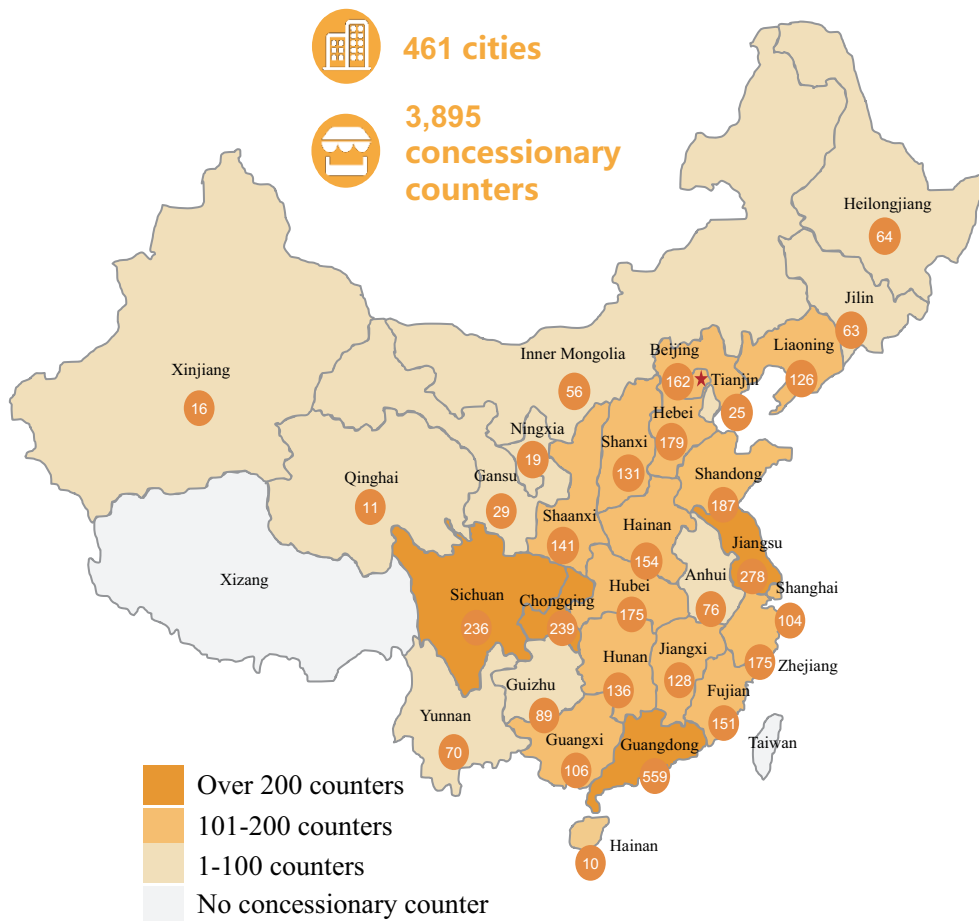 461 cities
3,895
concessionary
counters
Heilongjiang
64
Jilin
63
Inner Mongolia
56
Beijing
162
Tianjin
25
Liaoning
126
Xinjiang
16
Ningxia
19
Hebei
179
Shanxi
131
Qinghai
11
Gansu
29
Shandong
187
Shaanxi
141
Hainan
154
Jiangsu
278
Xizang
Sichuan
236
Chongqing
239
Hubei
175
Anhui
76
Shanghai
104
Zhejiang
175
Guizhu
89
Hunan
136
Jiangxi
128
Fujian
151
Yunnan
70
Guangxi
106
Guangdong
559
Taiwan
Hainan
10
Over 200 counters
101-200 counters
1-100 counters
No concessionary counter